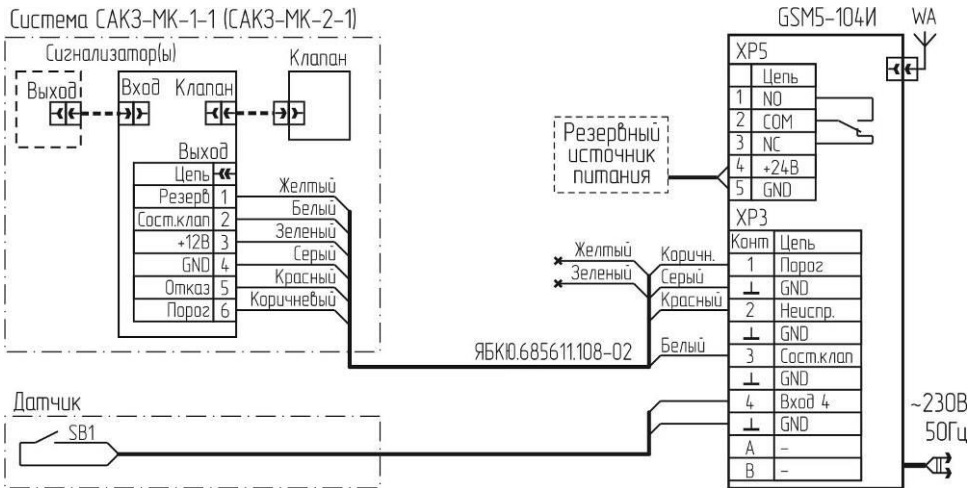 Система САКЗ-МК-1-1 (САКЗ-МК-2-1)
Сигнализатор(ы)
Клапан
Выход
Вход Клапан
Выход
Цепь
Резерв 1 Желтый
Сост.клап 2 Белый
+12В 3 Зеленый
GND 4 Серый
Отказ 5 Красный
Порог 6 Коричневый
ЯБКЮ.685611.108-02
Датчик
SB1
Резервный
источник
питания
GSM5-104И
WA
XP5
Цепь
1 NO
2 COM
3 NC
4 +24В
5 GND
XP3
Конт Цепь
Желтый
Зеленый
Коричн. 1 Порог
Серый ⊥ GND
Красный 2 Неиспр.
⊥ GND
Белый 3 Сост.клап
⊥ GND
4 Вход 4
⊥ GND
A -
B -
~230В
50Гц